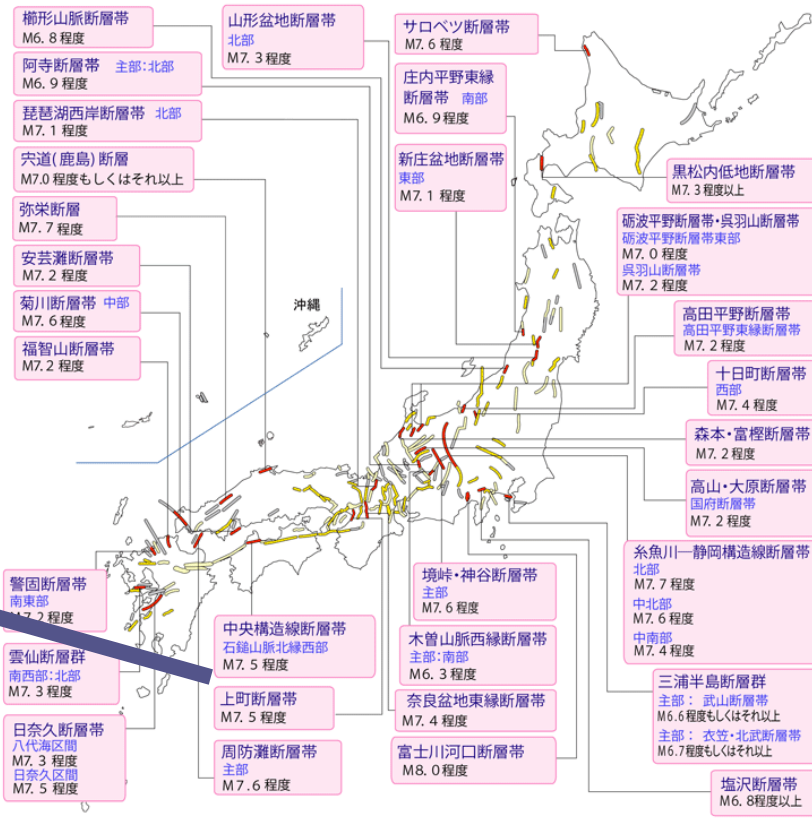 櫛形山脈断層帯
M6.8程度
阿寺断層帯 主部:北部
M6.9程度
琵琶湖西岸断層帯 北部
M7.1程度
宍道(鹿島)断層
M7.0程度もしくはそれ以上
弥栄断層
M7.7程度
安芸灘断層帯
M7.2程度
菊川断層帯 中部
M7.6程度
福智山断層帯
M7.2程度
山形盆地断層帯
北部
M7.3程度
サロベツ断層帯
M7.6程度
庄内平野東縁
断層帯 南部
M6.9程度
新庄盆地断層帯
東部
M7.1程度
沖縄
黒松内低地断層帯
M7.3程度以上
砺波平野断層帯・呉羽山断層帯
砺波平野断層帯東部
M7.0程度
呉羽山断層帯
M7.2程度
高田平野断層帯
高田平野東縁断層帯
M7.2程度
十日町断層帯
西部
M7.4程度
森本・富樫断層帯
M7.2程度
高山・大原断層帯
国府断層帯
M7.2程度
糸魚川―静岡構造線断層帯
北部
M7.7程度
中北部
M7.6程度
中南部
M7.4程度
三浦半島断層群
主部: 武山断層帯
M6.6程度もしくはそれ以上
主部: 衣笠・北武断層帯
M6.7程度もしくはそれ以上
塩沢断層帯
M6.8程度以上
警固断層帯
南東部
M7.2程度
雲仙断層群
南西部:北部
M7.3程度
日奈久断層帯
八代海区間
M7.3程度
日奈久区間
M7.5程度
中央構造線断層帯
石鎚山脈北縁西部
M7.5程度
上町断層帯
M7.5程度
周防灘断層帯
主部
M7.6程度
境峠・神谷断層帯
主部
M7.6程度
木曽山脈西縁断層帯
主部:南部
M6.3程度
奈良盆地東縁断層帯
M7.4程度
富士川河口断層帯
M8.0程度